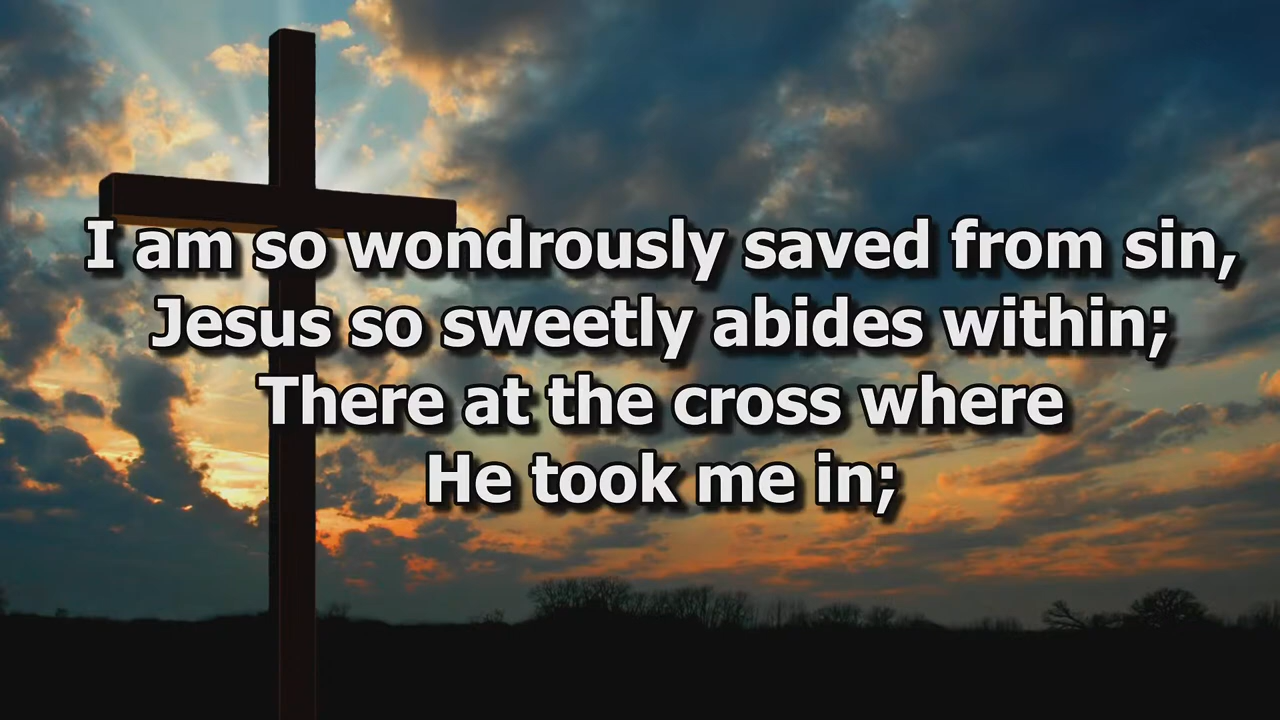 I am so wondrously saved from sin,
Jesus so sweetly abides within;
There at the cross where
He took me in;